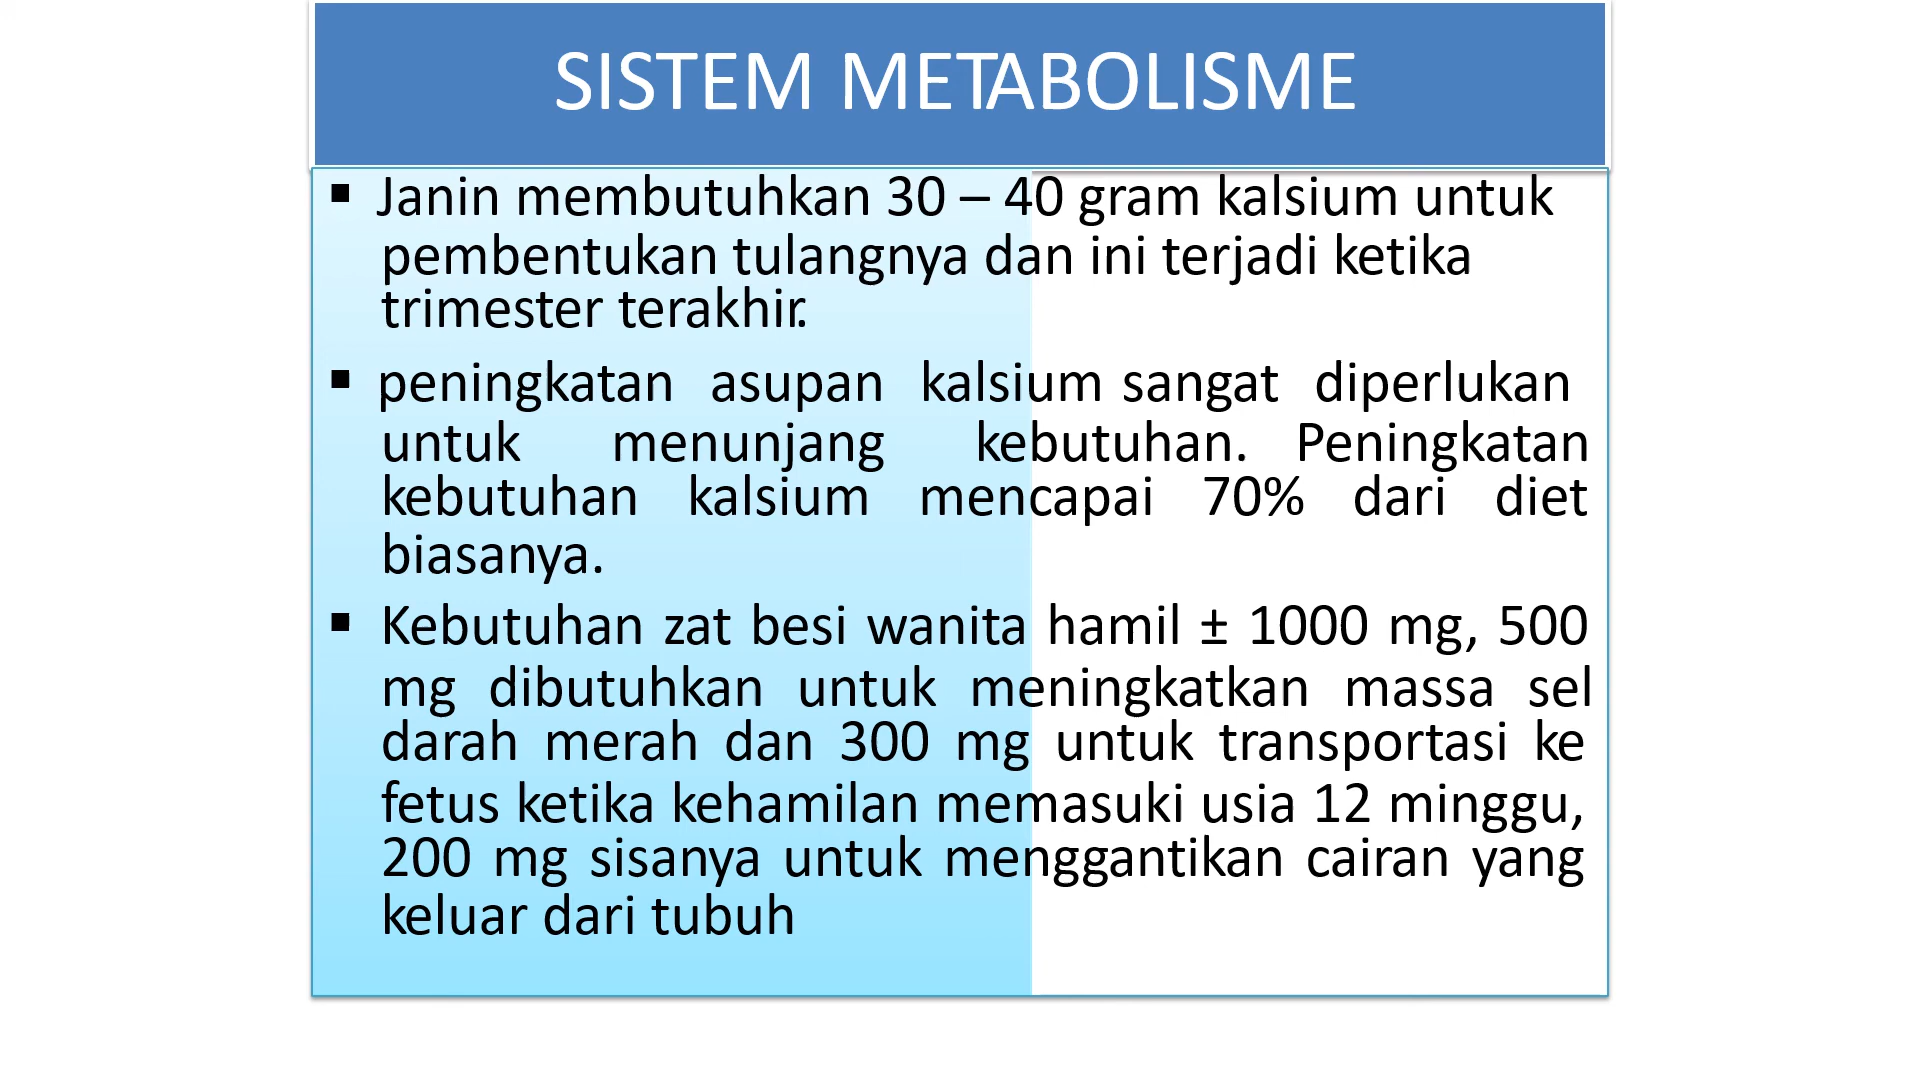 SISTEM METABOLISME
▪ Janin membutuhkan 30 – 40 gram kalsium untuk
pembentukan tulangnya dan ini terjadi ketika
trimester terakhir.
▪ peningkatan asupan kalsium sangat diperlukan
untuk menunjang kebutuhan. Peningkatan
kebutuhan kalsium mencapai 70% dari diet
biasanya.
▪ Kebutuhan zat besi wanita hamil ± 1000 mg, 500
mg dibutuhkan untuk meningkatkan massa sel
darah merah dan 300 mg untuk transportasi ke
fetus ketika kehamilan memasuki usia 12 minggu,
200 mg sisanya untuk menggantikan cairan yang
keluar dari tubuh